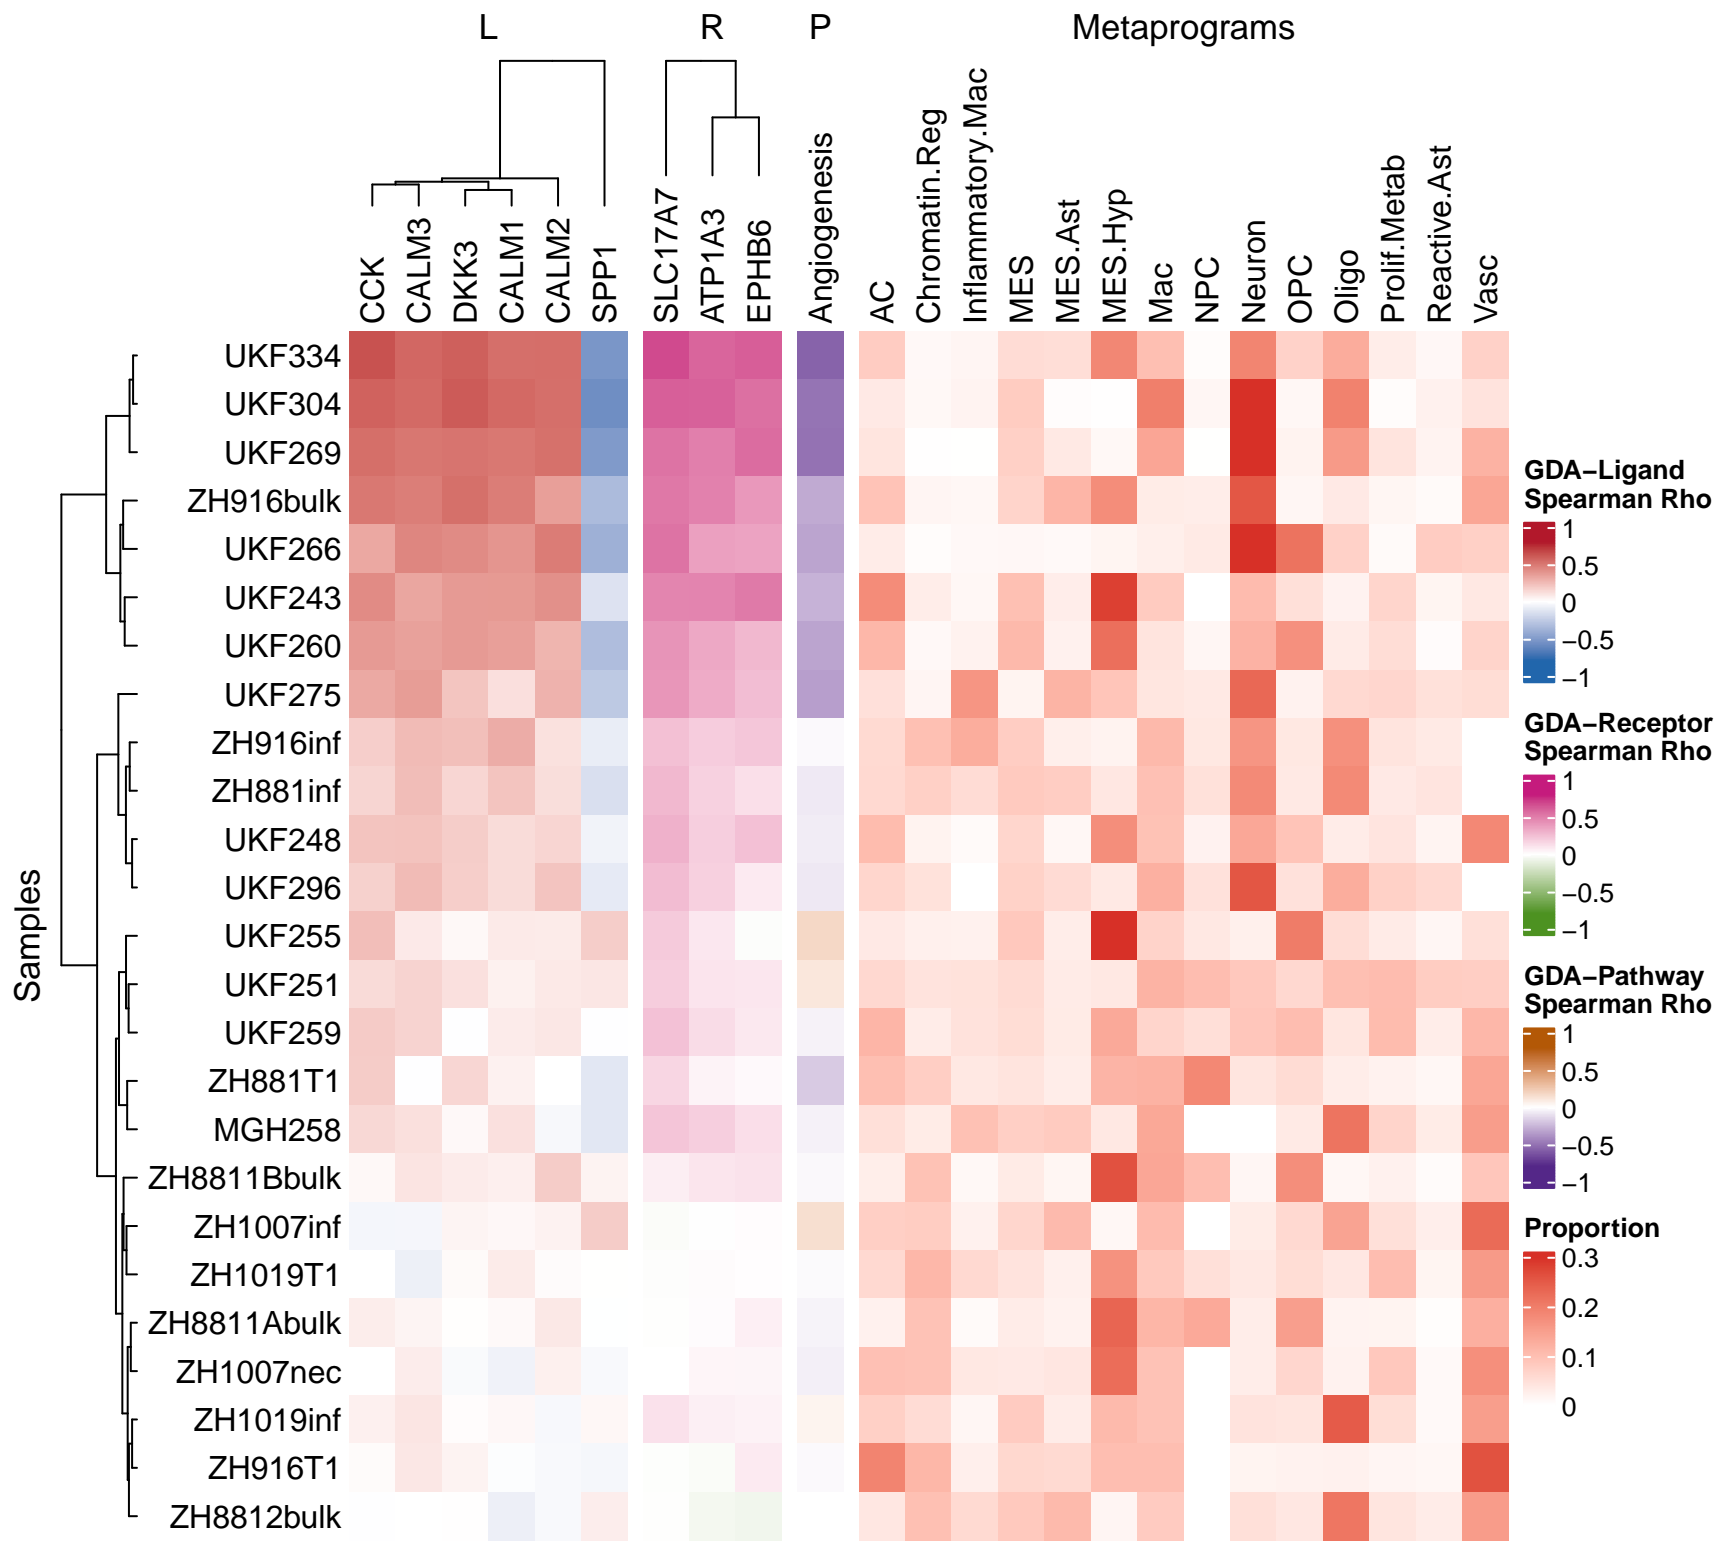 L
R
P
Metaprograms
CCK
CALM3
DKK3
CALM1
CALM2
SPP1
SLC17A7
ATP1A3
EPHB6
Angiogenesis
AC
Chromatin.Reg
Inflammatory.Mac
MES
MES.Ast
MES.Hyp
Mac
NPC
Neuron
OPC
Oligo
Prolif.Metab
Reactive.Ast
Vasc
Samples
UKF334
UKF304
UKF269
ZH916bulk
UKF266
UKF243
UKF260
UKF275
ZH916inf
ZH881inf
UKF248
UKF296
UKF255
UKF251
UKF259
ZH881T1
MGH258
ZH8811Bbulk
ZH1007inf
ZH1019T1
ZH8811Abulk
ZH1007nec
ZH1019inf
ZH916T1
ZH8812bulk
GDA−Ligand
Spearman Rho
1
0.5
0
−0.5
−1
GDA−Receptor
Spearman Rho
1
0.5
0
−0.5
−1
GDA−Pathway
Spearman Rho
1
0.5
0
−0.5
−1
Proportion
0.3
0.2
0.1
0